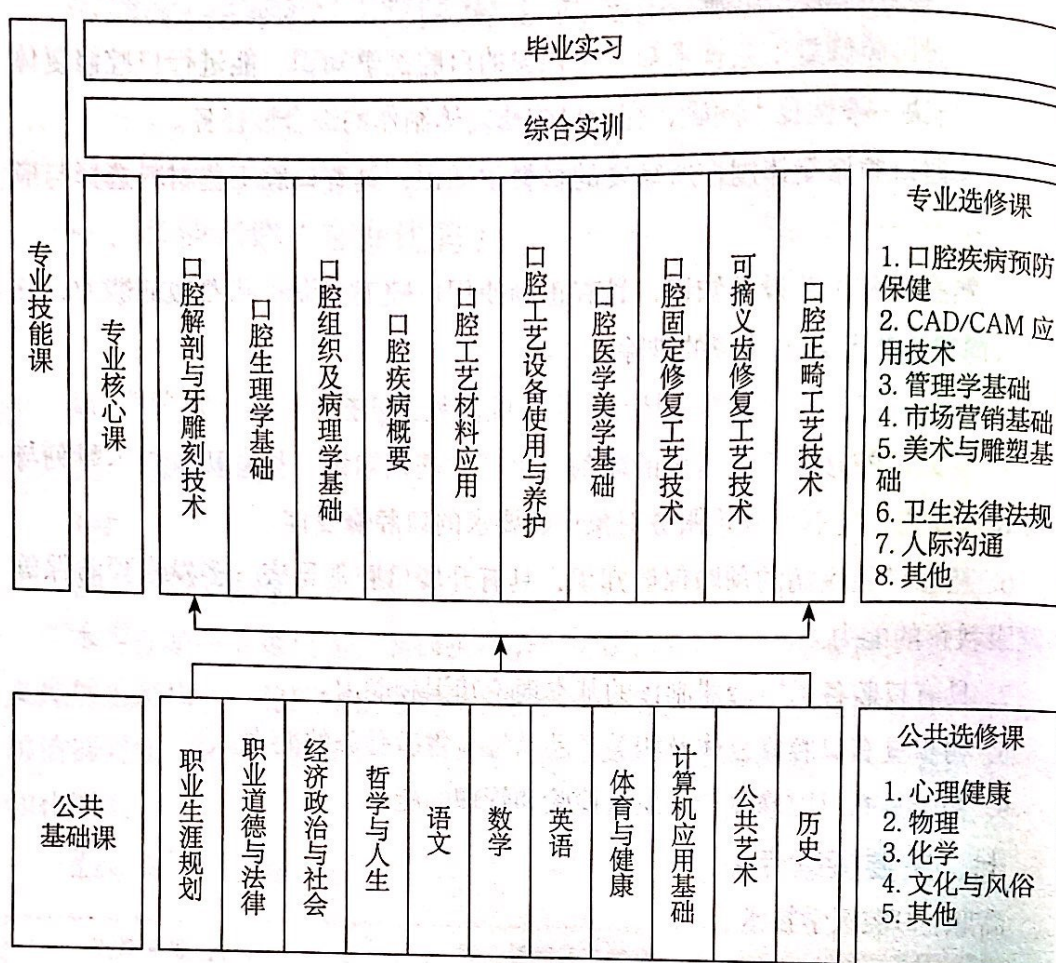 毕业实习
综合实训
专业技能课
专业核心课
口腔解剖与牙雕刻技术
口腔生理学基础
口腔组织及病理学基础
口腔疾病概要
口腔工艺材料应用
口腔工艺设备使用与养护
口腔医学美学基础
口腔固定修复工艺技术
可摘义齿修复工艺技术
口腔正畸工艺技术
专业选修课
1. 口腔疾病预防
保健
2. CAD/CAM 应
用技术
3. 管理学基础
4. 市场营销基础
5. 美术与雕塑基
础
6. 卫生法律法规
7. 人际沟通
8. 其他
公共
基础课
职业生涯规划
职业道德与法律
经济政治与社会
哲学与人生
语文
数学
英语
体育与健康
计算机应用基础
公共艺术
历史
公共选修课
1. 心理健康
2. 物理
3. 化学
4. 文化与风俗
5. 其他